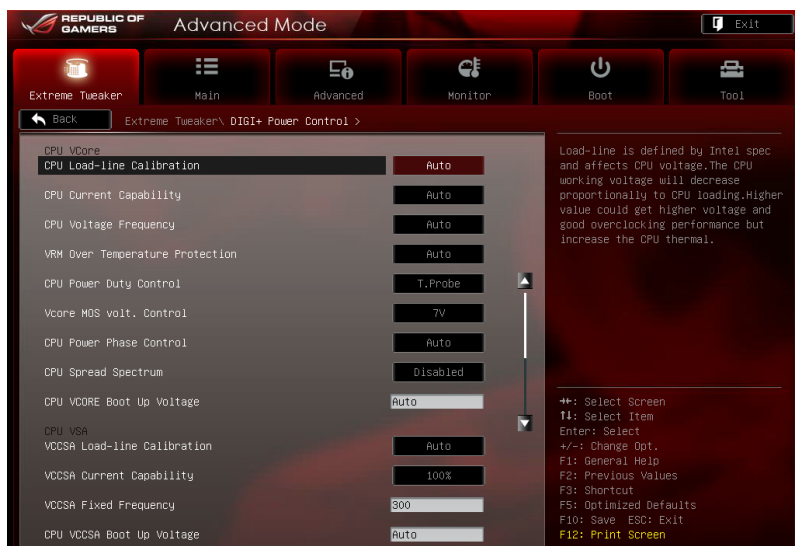 REPUBLIC OF
GAMERS
Advanced Mode
Exit
Extreme Tweaker
Main
Advanced
Monitor
Boot
Tool
Back
Extreme Tweaker\ DIGI+ Power Control >
CPU VCore
CPU Load-line Calibration Auto
CPU Current Capability Auto
CPU Voltage Frequency Auto
VRM Over Temperature Protection Auto
CPU Power Duty Control T.Probe
Vcore MOS volt. Control 7V
CPU Power Phase Control Auto
CPU Spread Spectrum Disabled
CPU VCORE Boot Up Voltage Auto
CPU VSA
VCCSA Load-line Calibration Auto
VCCSA Current Capability 100%
VCCSA Fixed Frequency 300
CPU VCCSA Boot Up Voltage Auto
Load-line is defined by Intel spec
and affects CPU voltage.The CPU
working voltage will decrease
proportionally to CPU loading.Higher
value could get higher voltage and
good overclocking performance but
increase the CPU thermal.
→←: Select Screen
↑↓: Select Item
Enter: Select
+/-: Change Opt.
F1: General Help
F2: Previous Values
F3: Shortcut
F5: Optimized Defaults
F10: Save ESC: Exit
F12: Print Screen